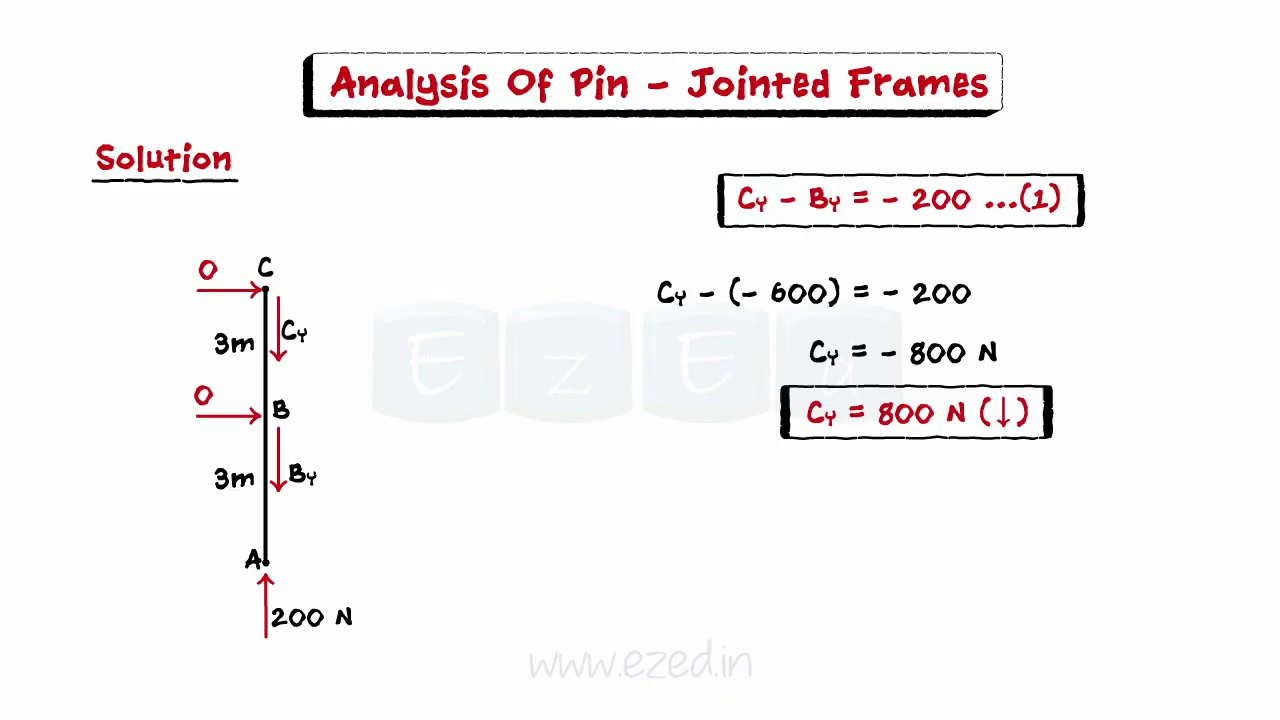 Analysis Of Pin - Jointed Frames
Solution
Cy - By = - 200 ...(1)
Cy - (- 600) = - 200
Cy = - 800 N
Cy = 800 N (↓)
0
C
3m
Cy
0
B
3m
By
A
200 N
EzEd
www.ezed.in